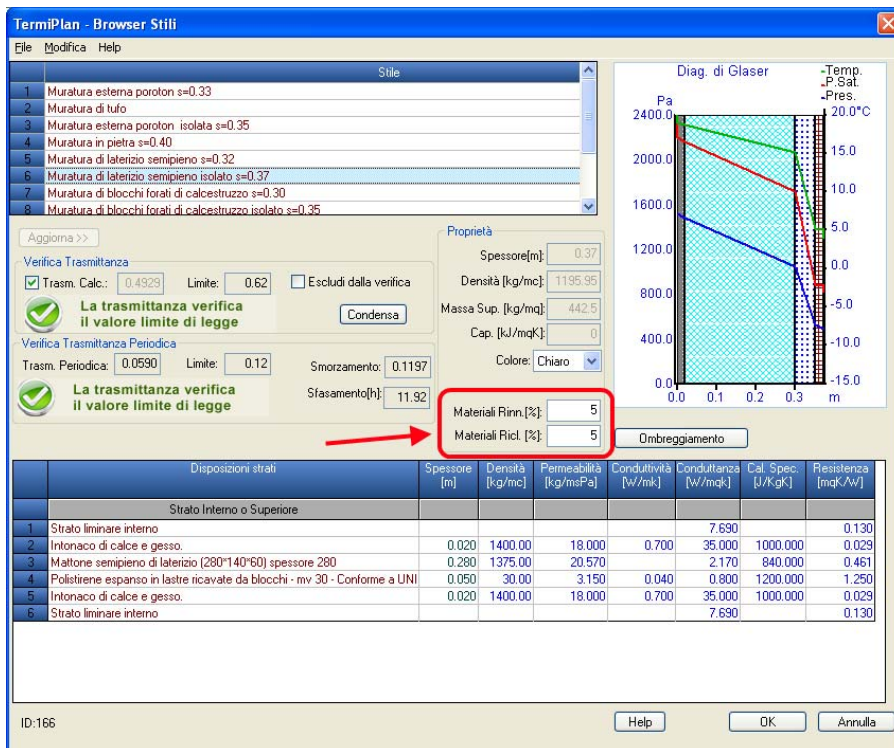 TermiPlan - Browser Stili
File Modifica Help
Stile
1 Muratura esterna poroton s=0.33
2 Muratura di tufo
3 Muratura esterna poroton isolata s=0.35
4 Muratura in pietra s=0.40
5 Muratura di laterizio semipieno s=0.32
6 Muratura di laterizio semipieno isolato s=0.37
7 Muratura di blocchi forati di calcestruzzo s=0.30
8 Muratura di blocchi forati di calcestruzzo isolato s=0.35
Aggiorna >>
Verifica Trasmittanza
Trasm. Calc.: 0.4929 Limite: 0.62 Escludi dalla verifica
La trasmittanza verifica
il valore limite di legge
Condensa
Verifica Trasmittanza Periodica
Trasm. Periodica: 0.0590 Limite: 0.12
La trasmittanza verifica
il valore limite di legge
Smorzamento: 0.1197
Sfasamento[h]: 11.92
Proprietà
Spessore[m]: 0.37
Densità [kg/mc]: 1195.95
Massa Sup. [kg/mq]: 442.5
Cap. [kJ/mqK]: 0
Colore: Chiaro
Materiali Rinn.[%]: 5
Materiali Ricl. [%]: 5
Diag. di Glaser
Temp.
P.Sat.
Pres.
Pa
2400.0
2000.0
1600.0
1200.0
800.0
400.0
0.0
20.0°C
15.0
10.0
5.0
0.0
-5.0
-10.0
-15.0
0.0 0.1 0.2 0.3 m
Ombreggiamento
Disposizioni strati Spessore [m] Densità [kg/mc] Permeabilità [kg/msPa] Conduttività [W/mk] Conduttanza [W/mqk] Cal. Spec. [J/KgK] Resistenza [mqK/W]
Strato Interno o Superiore
1 Strato liminare interno 7.690 0.130
2 Intonaco di calce e gesso. 0.020 1400.00 18.000 0.700 35.000 1000.000 0.029
3 Mattone semipieno di laterizio (280*140*60) spessore 280 0.280 1375.00 20.570 2.170 840.000 0.461
4 Polistirene espanso in lastre ricavate da blocchi - mv 30 - Conforme a UNI 0.050 30.00 3.150 0.040 0.800 1200.000 1.250
5 Intonaco di calce e gesso. 0.020 1400.00 18.000 0.700 35.000 1000.000 0.029
6 Strato liminare interno 7.690 0.130
ID:166
Help OK Annulla